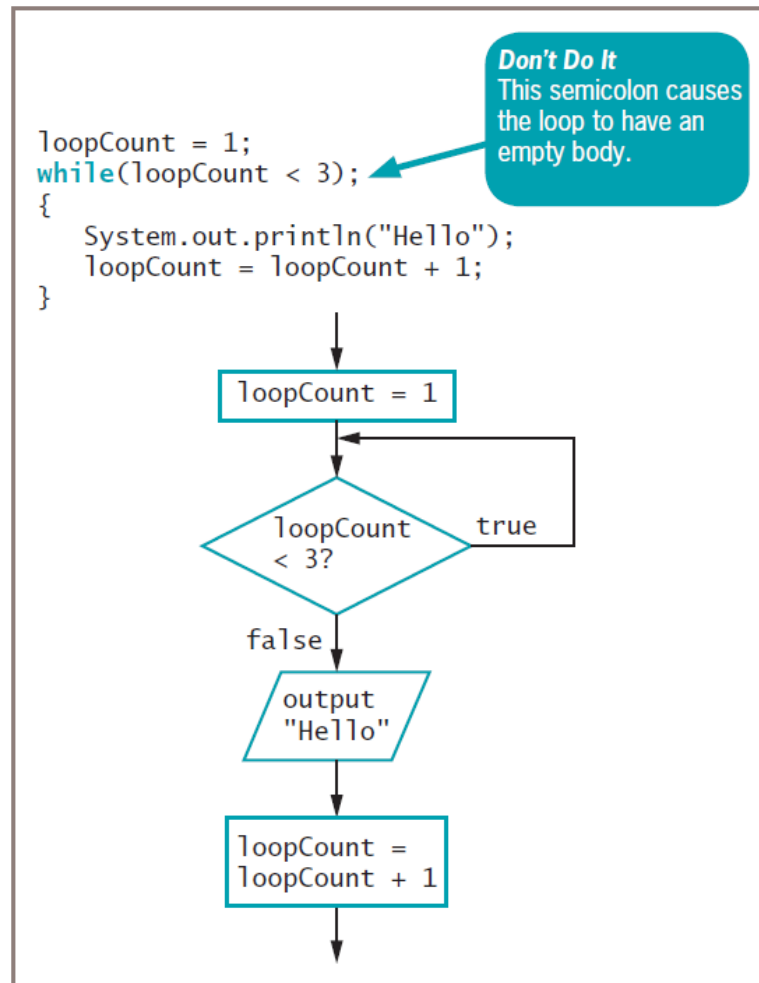 Don't Do It
This semicolon causes
the loop to have an
empty body.
loopCount = 1;
while(loopCount < 3);
{
System.out.println("Hello");
loopCount = loopCount + 1;
}
loopCount = 1
loopCount
< 3?
true
false
output
"Hello"
loopCount =
loopCount + 1